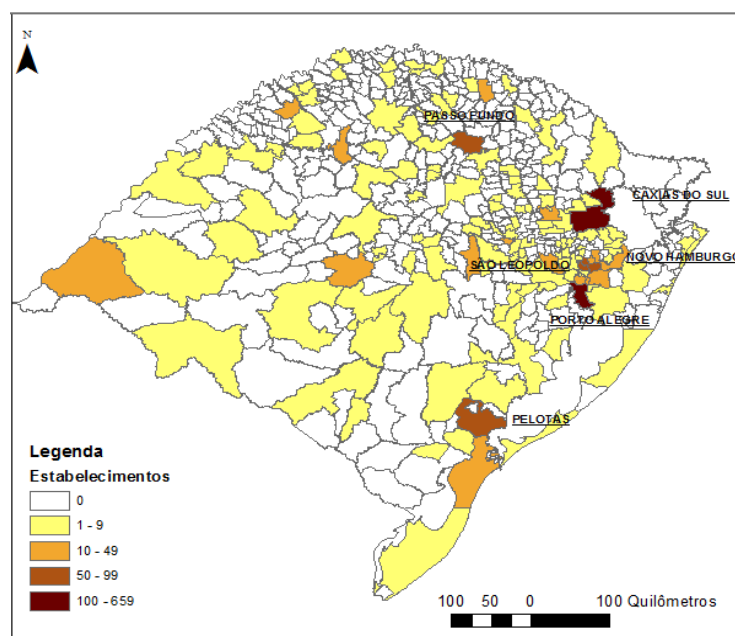 N
PASSO FUNDO
CAXIAS DO SUL
NOVO HAMBURGO
SÃO LEOPOLDO
PORTO ALEGRE
PELOTAS
Legenda
Estabelecimentos
0
1 - 9
10 - 49
50 - 99
100 - 659
100 50 0 100 Quilômetros